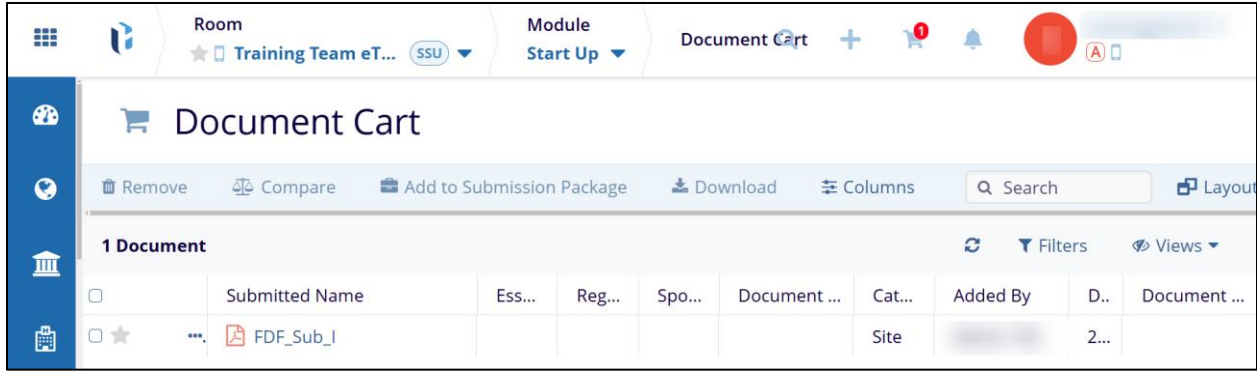 Room
Training Team eT... SSU
Module
Start Up
Document Cart
1
A
Document Cart
Remove Compare Add to Submission Package Download Columns Search Layout
1 Document Filters Views
Submitted Name Ess... Reg... Spo... Document ... Cat... Added By D.. Document ...
... FDF_Sub_I Site 2...